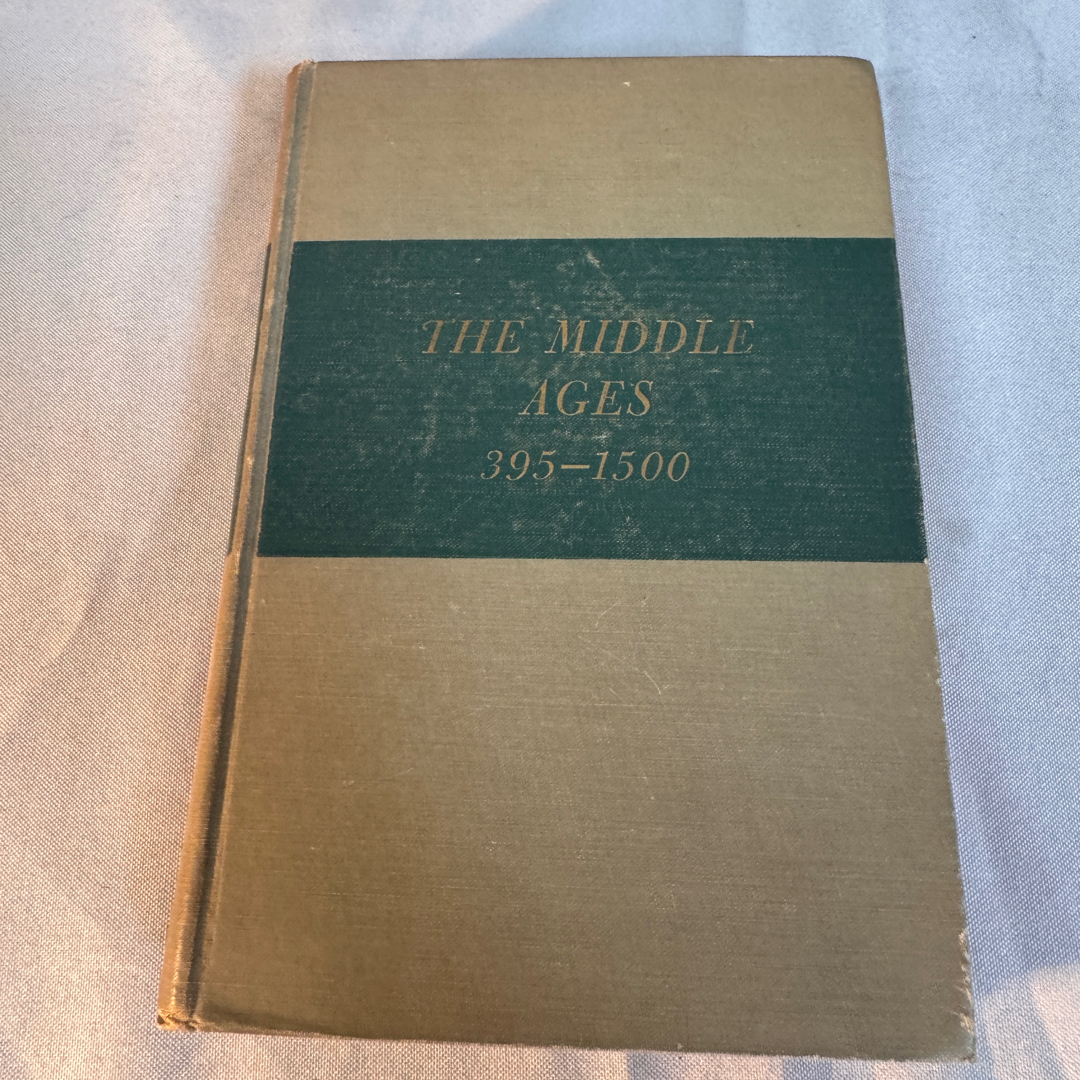 THE MIDDLE
AGES
395—1500